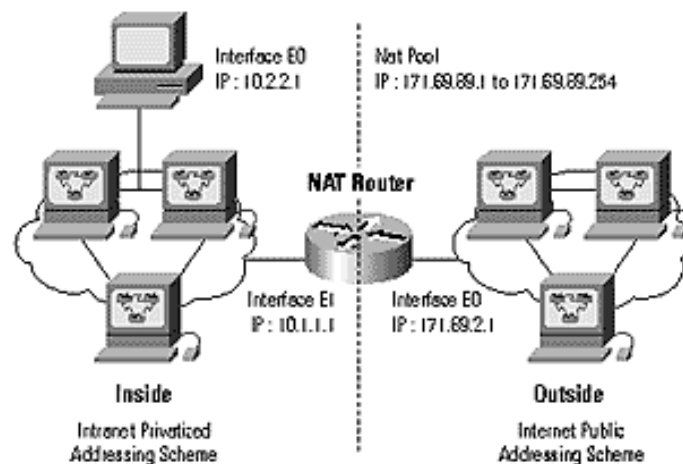 Interface E0
IP : 10.2.2.1
Nat Pool
IP : 171.69.89.1 to 171.69.89.254
NAT Router
Interface E1
IP : 10.1.1.1
Interface E0
IP : 171.69.2.1
Inside
Outside
Intranet Privatized
Addressing Scheme
Internet Public
Addressing Scheme